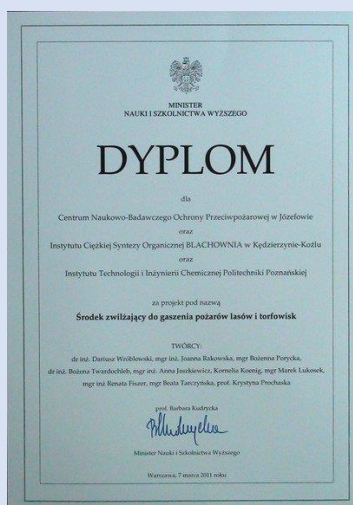 MINISTER
NAUKI I SZKOLNICTWA WYŻSZEGO
DYPLOM
dla
Centrum Naukowo-Badawczego Ochrony Przeciwpożarowej w Józefowie
oraz
Instytutu Ciężkiej Syntezy Organicznej BLACHOWNIA w Kędzierzynie-Koźlu
oraz
Instytutu Technologii i Inżynierii Chemicznej Politechniki Poznańskiej
za projekt pod nazwą
Środek zwilżający do gaszenia pożarów lasów i torfowisk
TWÓRCY:
dr inż. Dariusz Wróblowski, mgr inż. Joanna Rakowska, mgr Bożenna Porycka,
dr inż. Bożena Twardochleb, mgr inż. Anna Jaszkiewicz, Kornelia Koenig, mgr Marek Łukosek,
mgr inż Renata Fiszer, mgr Beata Tarczyńska, prof. Krystyna Prochaska
prof. Barbara Kudrycka
Minister Nauki i Szkolnictwa Wyższego
Warszawa, 7 marca 2011 roku